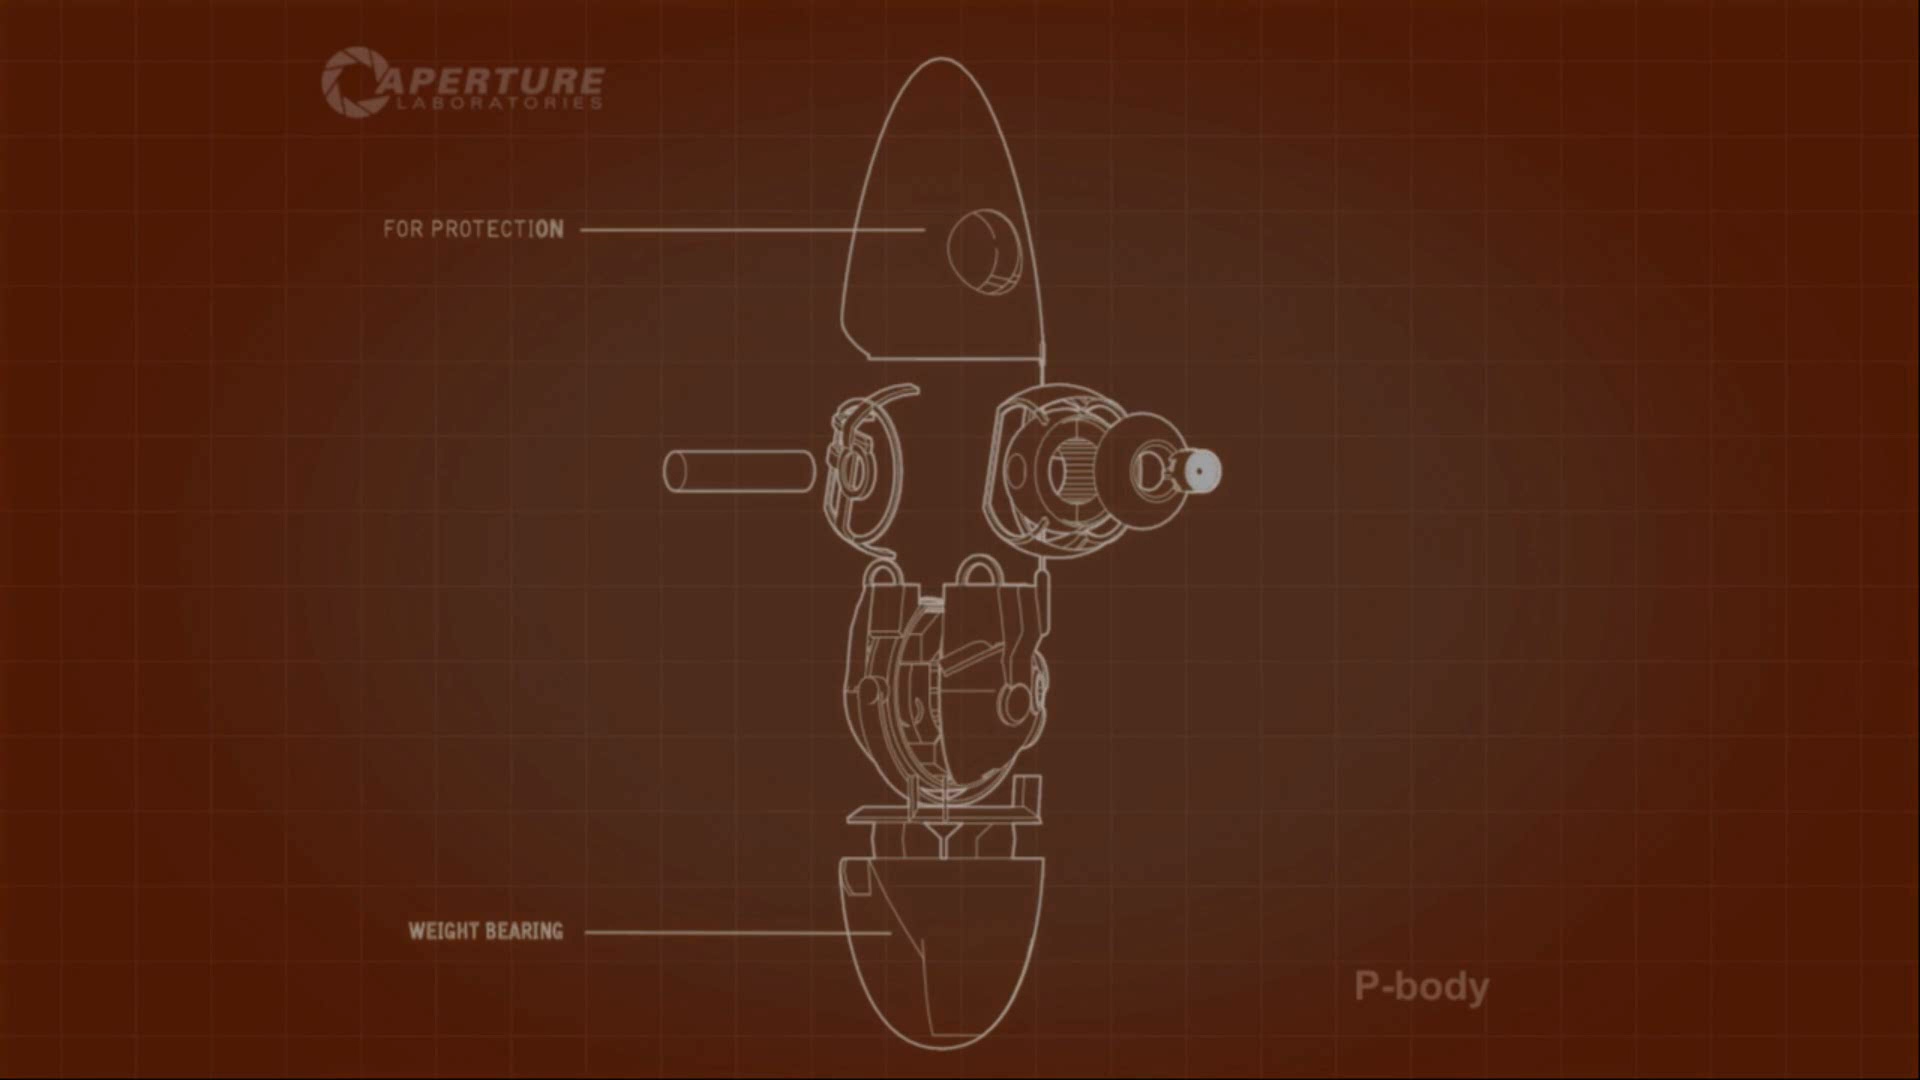 APERTURE
LABORATORIES
FOR PROTECTION
WEIGHT BEARING
P-body